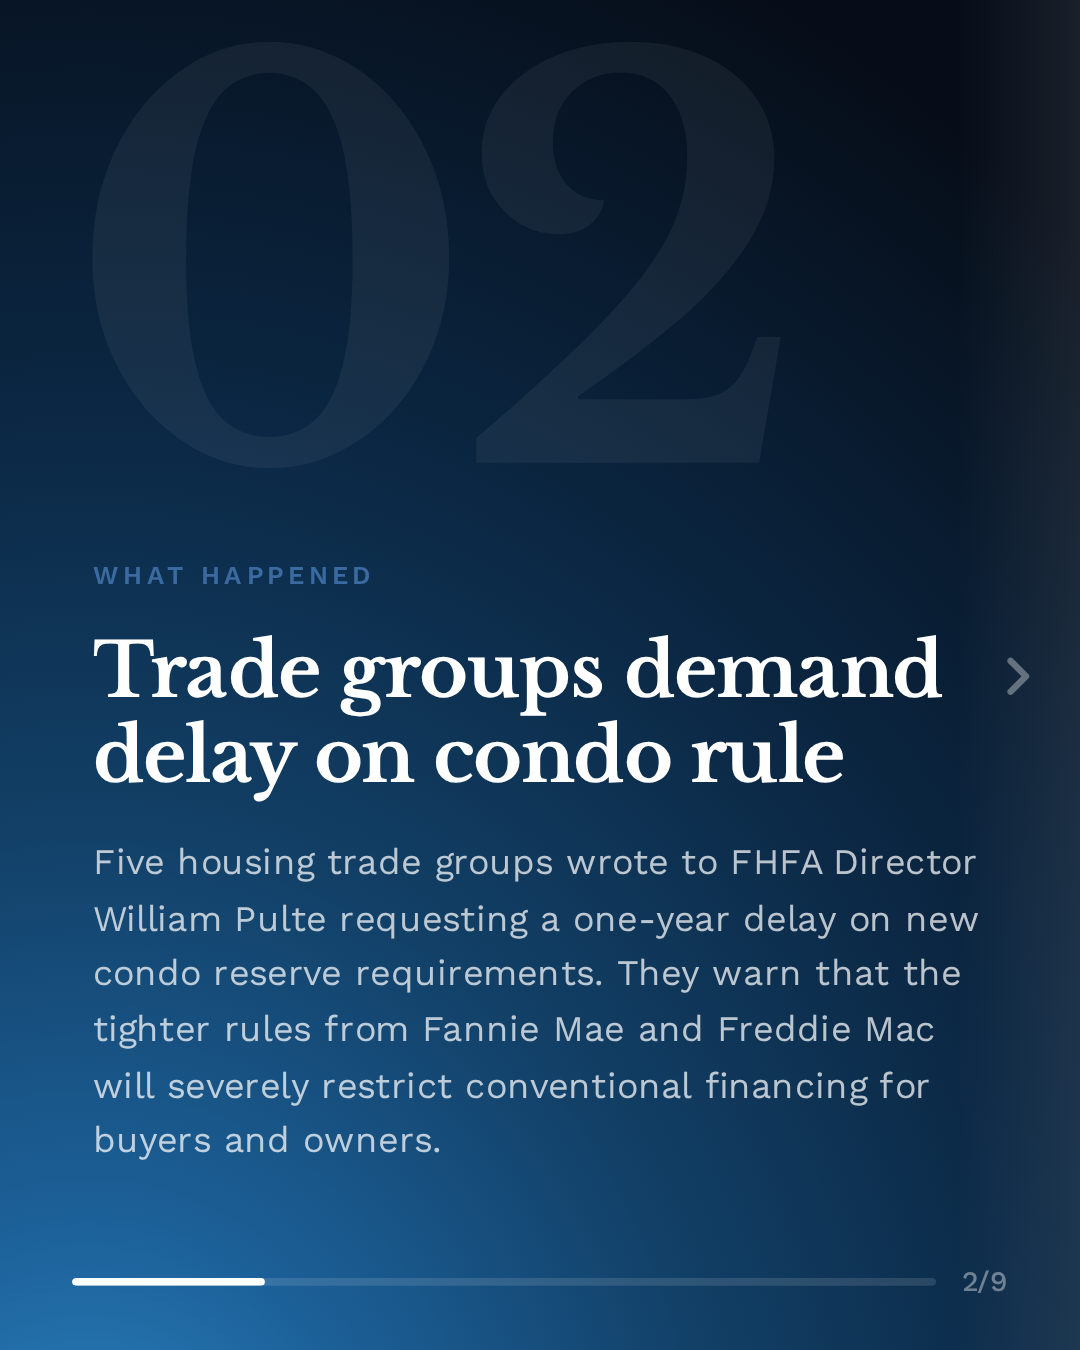 02
WHAT HAPPENED
Trade groups demand
delay on condo rule
Five housing trade groups wrote to FHFA Director
William Pulte requesting a one-year delay on new
condo reserve requirements. They warn that the
tighter rules from Fannie Mae and Freddie Mac
will severely restrict conventional financing for
buyers and owners.
2/9